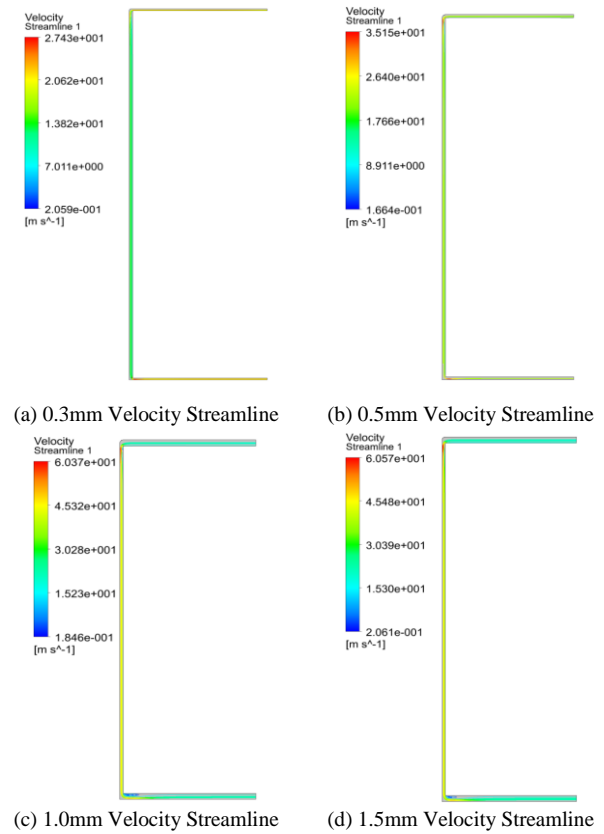 Velocity
Streamline 1
2.743e+001
2.062e+001
1.382e+001
7.011e+000
2.059e-001
[m s^-1]
(a) 0.3mm Velocity Streamline
Velocity
Streamline 1
3.515e+001
2.640e+001
1.766e+001
8.911e+000
1.664e-001
[m s^-1]
(b) 0.5mm Velocity Streamline
Velocity
Streamline 1
6.037e+001
4.532e+001
3.028e+001
1.523e+001
1.846e-001
[m s^-1]
(c) 1.0mm Velocity Streamline
Velocity
Streamline 1
6.057e+001
4.548e+001
3.039e+001
1.530e+001
2.061e-001
[m s^-1]
(d) 1.5mm Velocity Streamline